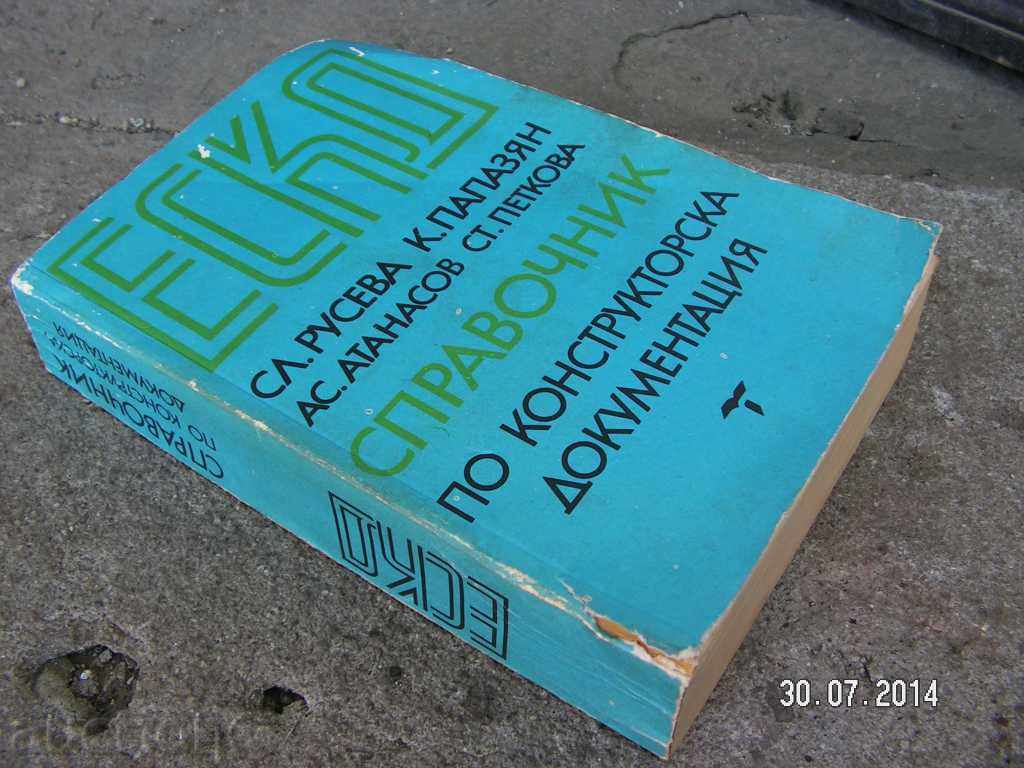 ЕСКД
СЛ. РУСЕВА К. ПАПАЗЯН
АС. АТАНАСОВ СТ. ПЕТКОВА
СПРАВОЧНИК
ПО КОНСТРУКТОРСКА
ДОКУМЕНТАЦИЯ
СПРАВОЧНИК
ПО КОНСТРУКТОРСКА
ДОКУМЕНТАЦИЯ
ЕСКД
30.07.2014